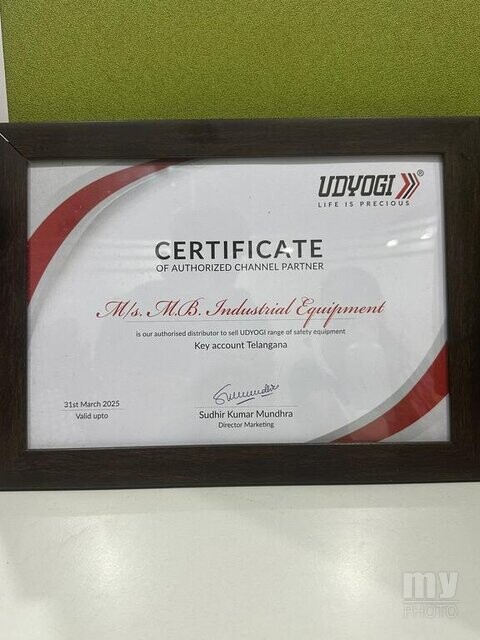 UDYOGI®
LIFE IS PRECIOUS
CERTIFICATE
OF AUTHORIZED CHANNEL PARTNER
M/s. M.B. Industrial Equipment
is our authorised distributor to sell UDYOGI range of safety equipment
Key account Telangana
31st March 2025
Valid upto
Sudhir Kumar Mundhra
Director Marketing
my
PHOTO